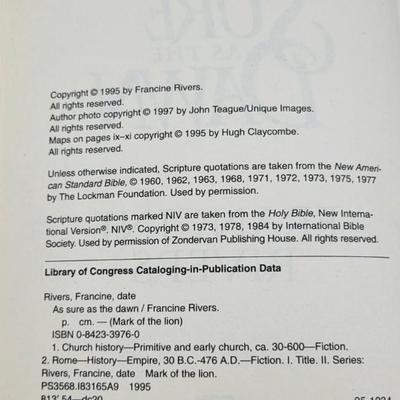 Copyright © 1995 by Francine Rivers.
All rights reserved.
Author photo copyright © 1997 by John Teague/Unique Images.
All rights reserved.
Maps on pages ix–xi copyright © 1995 by Hugh Claycombe.
All rights reserved.
Unless otherwise indicated, Scripture quotations are taken from the New Ameri-
can Standard Bible, © 1960, 1962, 1963, 1968, 1971, 1972, 1973, 1975, 1977
by The Lockman Foundation. Used by permission.
Scripture quotations marked NIV are taken from the Holy Bible, New Interna-
tional Version®. NIV®. Copyright © 1973, 1978, 1984 by International Bible
Society. Used by permission of Zondervan Publishing House. All rights reserved.
Library of Congress Cataloging-in-Publication Data
Rivers, Francine, date
As sure as the dawn / Francine Rivers.
p. cm. — (Mark of the lion)
ISBN 0-8423-3976-0
1. Church history—Primitive and early church, ca. 30-600—Fiction.
2. Rome—History—Empire, 30 B.C.-476 A.D.—Fiction. I. Title. II. Series:
Rivers, Francine, date Mark of the lion.
PS3568.I83165A9 1995
813'.54—dc20